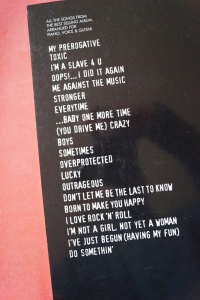 ALL THE SONGS FROM
THE BEST SELLING ALBUM,
ARRANGED FOR
PIANO, VOICE & GUITAR
MY PREROGATIVE
TOXIC
I'M A SLAVE 4 U
OOPS!... I DID IT AGAIN
ME AGAINST THE MUSIC
STRONGER
EVERYTIME
...BABY ONE MORE TIME
(YOU DRIVE ME) CRAZY
BOYS
SOMETIMES
OVERPROTECTED
LUCKY
OUTRAGEOUS
DON'T LET ME BE THE LAST TO KNOW
BORN TO MAKE YOU HAPPY
I LOVE ROCK 'N' ROLL
I'M NOT A GIRL, NOT YET A WOMAN
I'VE JUST BEGUN (HAVING MY FUN)
DO SOMETHIN'